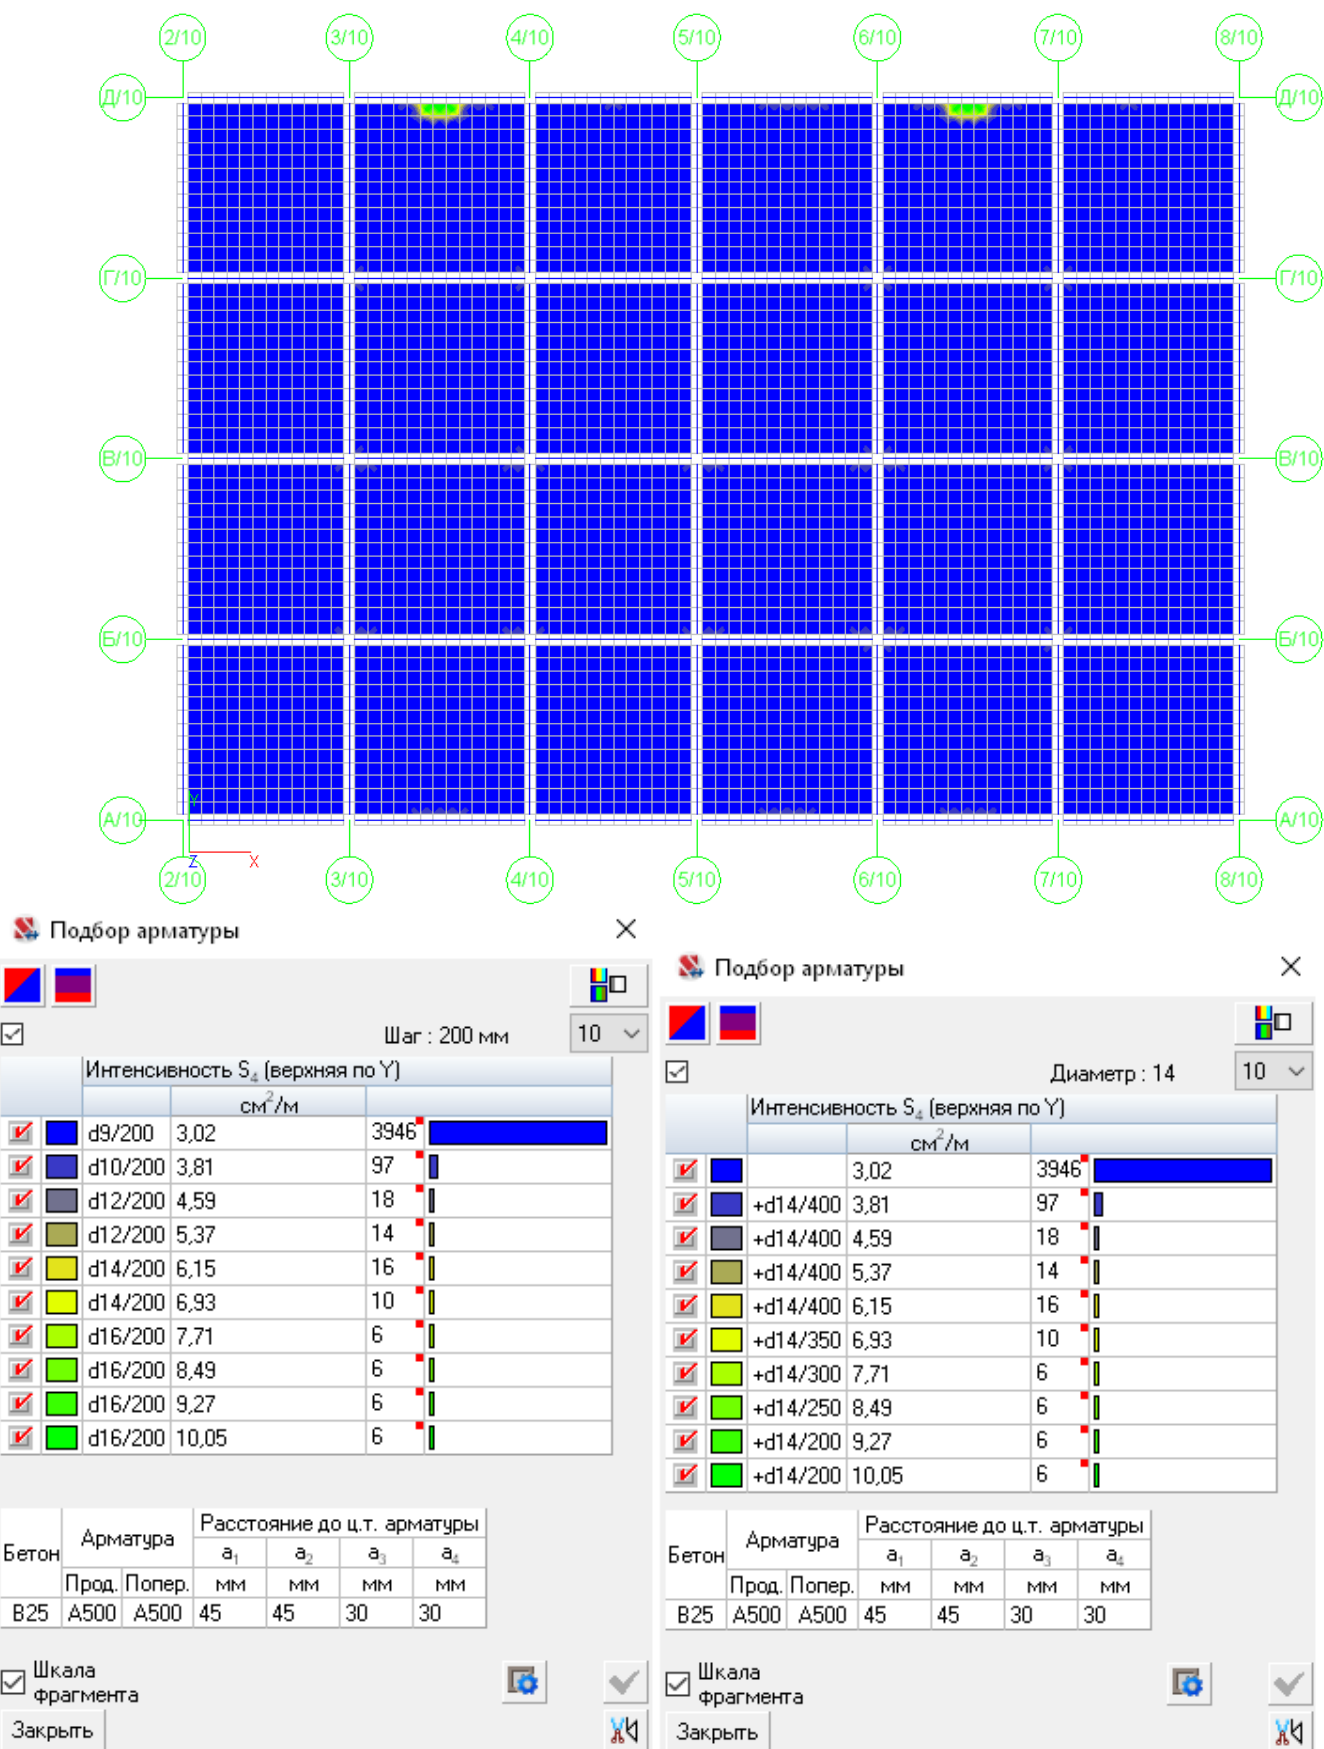 2/10 3/10 4/10 5/10 6/10 7/10 8/10
Д/10 Д/10
Г/10 Г/10
В/10 В/10
Б/10 Б/10
Y
А/10 А/10
Z X
2/10 3/10 4/10 5/10 6/10 7/10 8/10
Подбор арматуры
Шаг : 200 мм 10
Интенсивность S4 (верхняя по Y)
см2/м
d9/200 3,02 3946
d10/200 3,81 97
d12/200 4,59 18
d12/200 5,37 14
d14/200 6,15 16
d14/200 6,93 10
d16/200 7,71 6
d16/200 8,49 6
d16/200 9,27 6
d16/200 10,05 6
Бетон Арматура Расстояние до ц.т. арматуры
a1 a2 a3 a4
Прод. Попер. мм мм мм мм
B25 A500 A500 45 45 30 30
Шкала
фрагмента
Закрыть
Подбор арматуры
Диаметр : 14 10
Интенсивность S4 (верхняя по Y)
см2/м
3,02 3946
+d14/400 3,81 97
+d14/400 4,59 18
+d14/400 5,37 14
+d14/400 6,15 16
+d14/350 6,93 10
+d14/300 7,71 6
+d14/250 8,49 6
+d14/200 9,27 6
+d14/200 10,05 6
Бетон Арматура Расстояние до ц.т. арматуры
a1 a2 a3 a4
Прод. Попер. мм мм мм мм
B25 A500 A500 45 45 30 30
Шкала
фрагмента
Закрыть